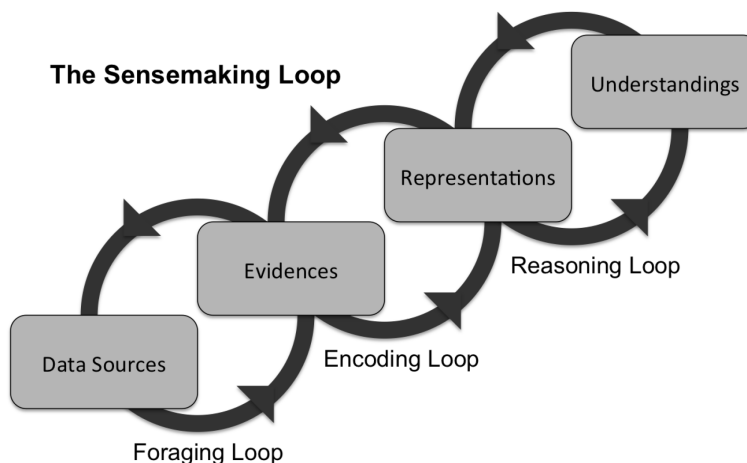 The Sensemaking Loop
Understandings
Representations
Reasoning Loop
Evidences
Encoding Loop
Data Sources
Foraging Loop